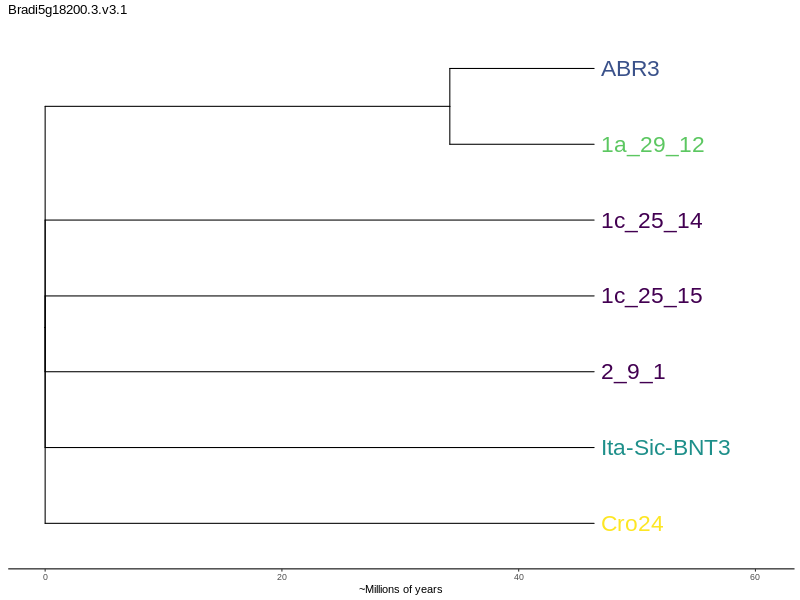 Bradi5g18200.3.v3.1
ABR3
1a_29_12
1c_25_14
1c_25_15
2_9_1
Ita-Sic-BNT3
Cro24
0 20 40 60
~Millions of years